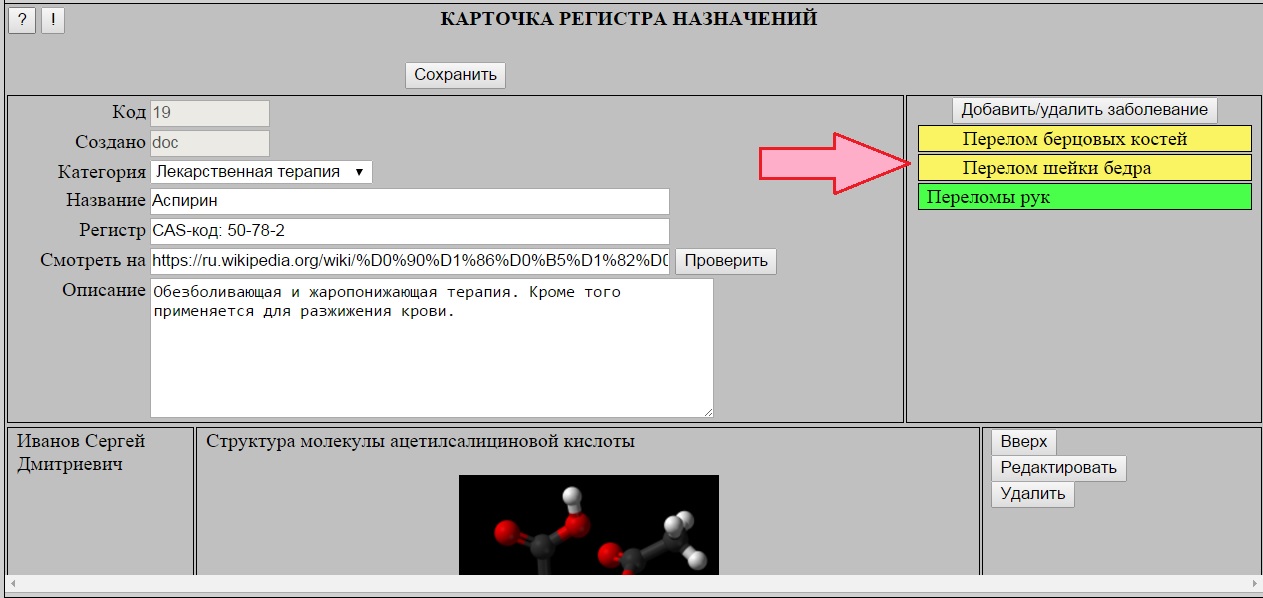 ? !
КАРТОЧКА РЕГИСТРА НАЗНАЧЕНИЙ
Сохранить
Код 19
Создано doc
Категория Лекарственная терапия
Название Аспирин
Регистр CAS-код: 50-78-2
Смотреть на https://ru.wikipedia.org/wiki/%D0%90%D1%86%D0%B5%D1%82%D0 Проверить
Описание Обезболивающая и жаропонижающая терапия. Кроме того
применяется для разжижения крови.
Добавить/удалить заболевание
Перелом берцовых костей
Перелом шейки бедра
Переломы рук
Иванов Сергей
Дмитриевич
Структура молекулы ацетилсалициновой кислоты
Вверх
Редактировать
Удалить